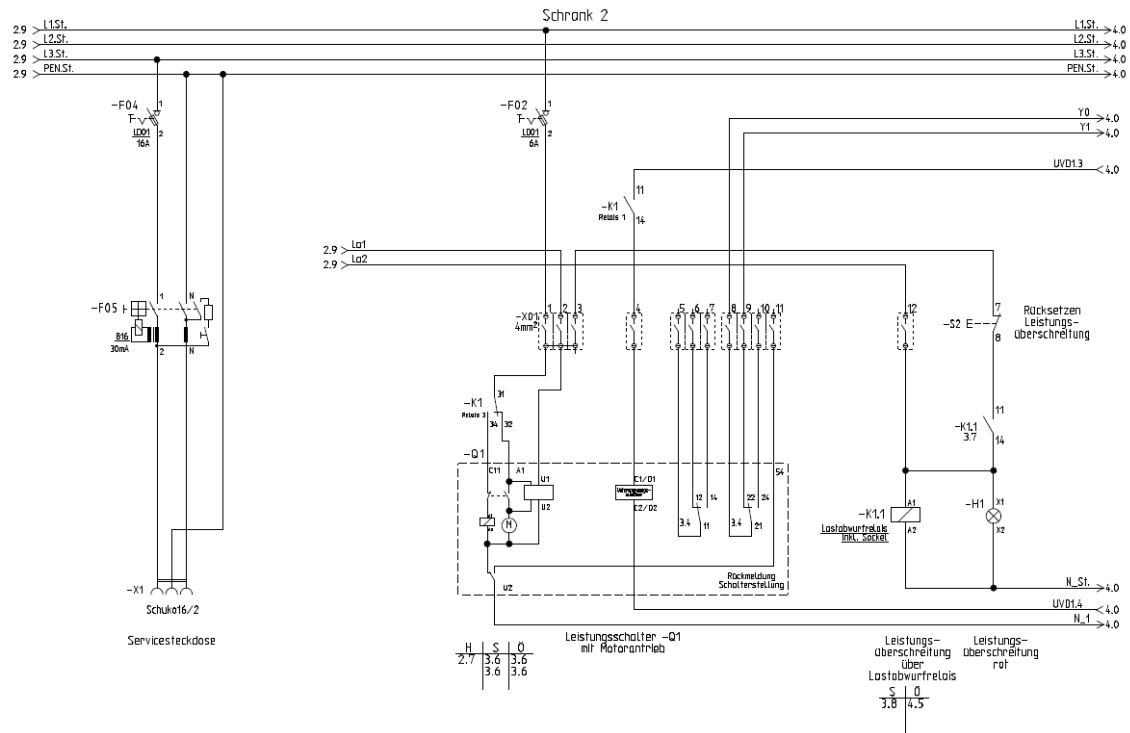 Schrank 2
2.9 L1.St. L1.St. 4.0
2.9 L2.St. L2.St. 4.0
2.9 L3.St. L3.St. 4.0
2.9 PEN.St. PEN.St. 4.0
-F04 1
LD01 2
16A
-F02 1
LD01 2
6A
Y0 4.0
Y1 4.0
UVD1.3 4.0
11
-K1
Relais 1 14
2.9 La1
2.9 La2
-F05 1 N
B16
30mA 2 N
-X01 1 2 3 4 5 6 7 8 9 10 11 12
4mm²
7
-S2 E
8
Rücksetzen
Leistungs-
überschreitung
-K1 31
34 32
11
-K1.1
3.7 14
-Q1 C11 A1 U1 C1/D1 54
U2 C2/D2
12 14 22 24
3.4 11 3.4 21
M
-K1.1 A1
A2
Lastabwurfrelais
inkl. Sockel
-H1 X1
X2
U2
Rückmeldung
Schalterstellung
-X1
Schuko16/2
Servicesteckdose
N_St. 4.0
UVD1.4 4.0
N_1 4.0
Leistungsschalter -Q1
mit Motorantrieb
H S Ö
2.7 3.6 3.6
3.6 3.6
Leistungs-
überschreitung
über
Lastabwurfrelais
Leistungs-
überschreitung
rot
S Ö
3.8 4.5